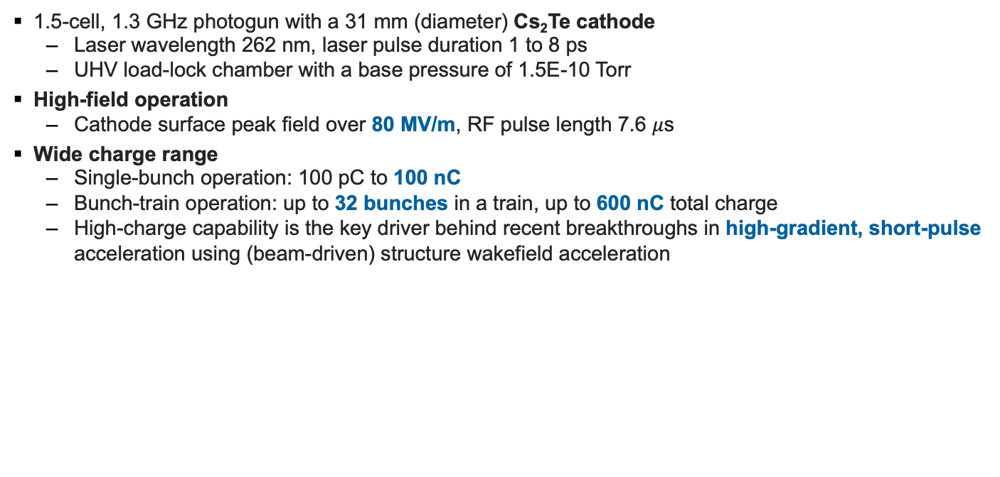 ▪ 1.5-cell, 1.3 GHz photogun with a 31 mm (diameter) Cs₂Te cathode
– Laser wavelength 262 nm, laser pulse duration 1 to 8 ps
– UHV load-lock chamber with a base pressure of 1.5E-10 Torr
▪ High-field operation
– Cathode surface peak field over 80 MV/m, RF pulse length 7.6 μs
▪ Wide charge range
– Single-bunch operation: 100 pC to 100 nC
– Bunch-train operation: up to 32 bunches in a train, up to 600 nC total charge
– High-charge capability is the key driver behind recent breakthroughs in high-gradient, short-pulse
acceleration using (beam-driven) structure wakefield acceleration